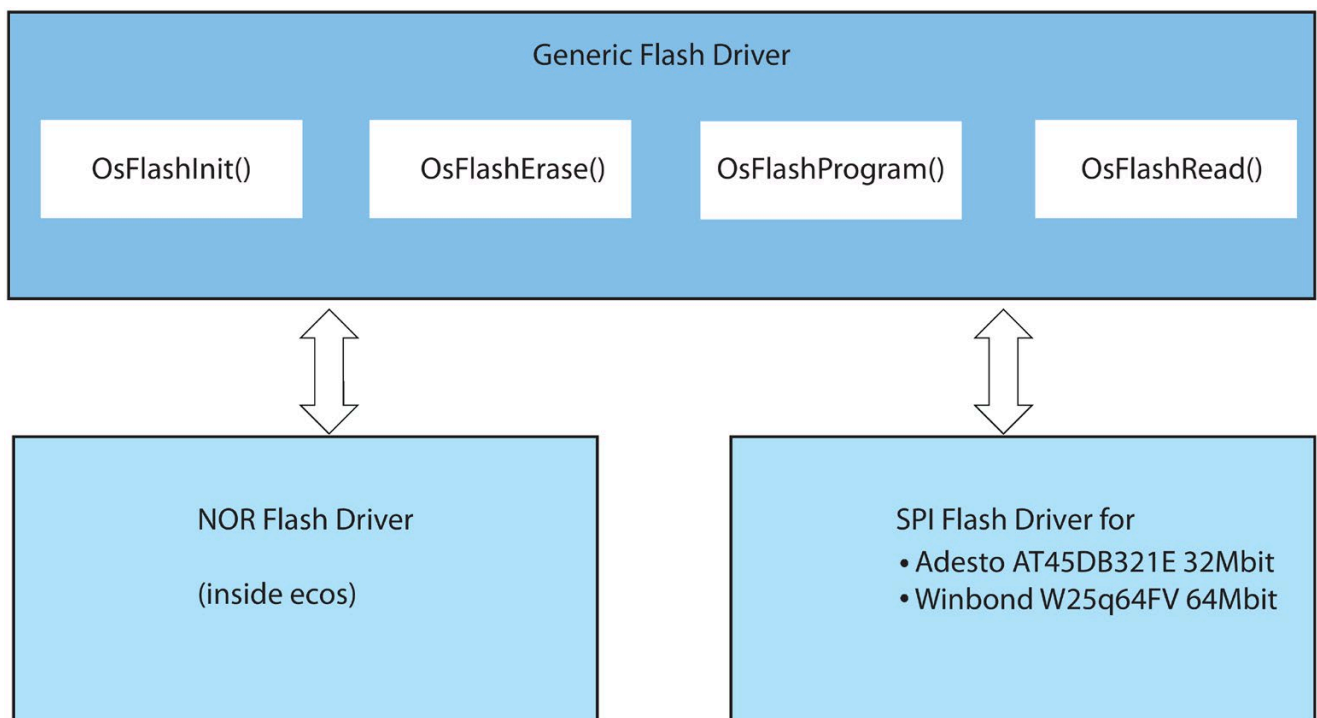 Generic Flash Driver
OsFlashInit()
OsFlashErase()
OsFlashProgram()
OsFlashRead()
NOR Flash Driver
(inside ecos)
SPI Flash Driver for
• Adesto AT45DB321E 32Mbit
• Winbond W25q64FV 64Mbit